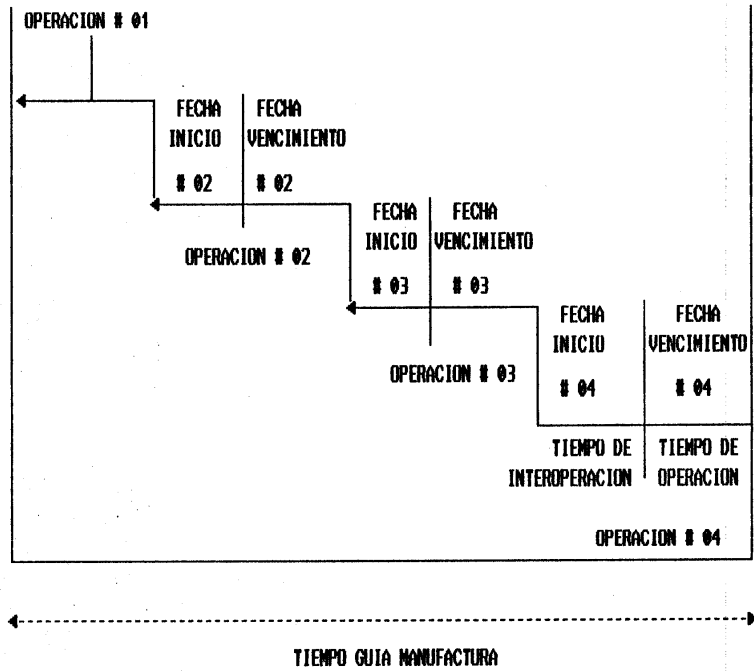 OPERACION # 01
FECHA FECHA
INICIO VENCIMIENTO
# 02 # 02
OPERACION # 02
FECHA FECHA
INICIO VENCIMIENTO
# 03 # 03
OPERACION # 03
FECHA FECHA
INICIO VENCIMIENTO
# 04 # 04
TIEMPO DE TIEMPO DE
INTEROPERACION OPERACION
OPERACION # 04
TIEMPO GUIA MANUFACTURA